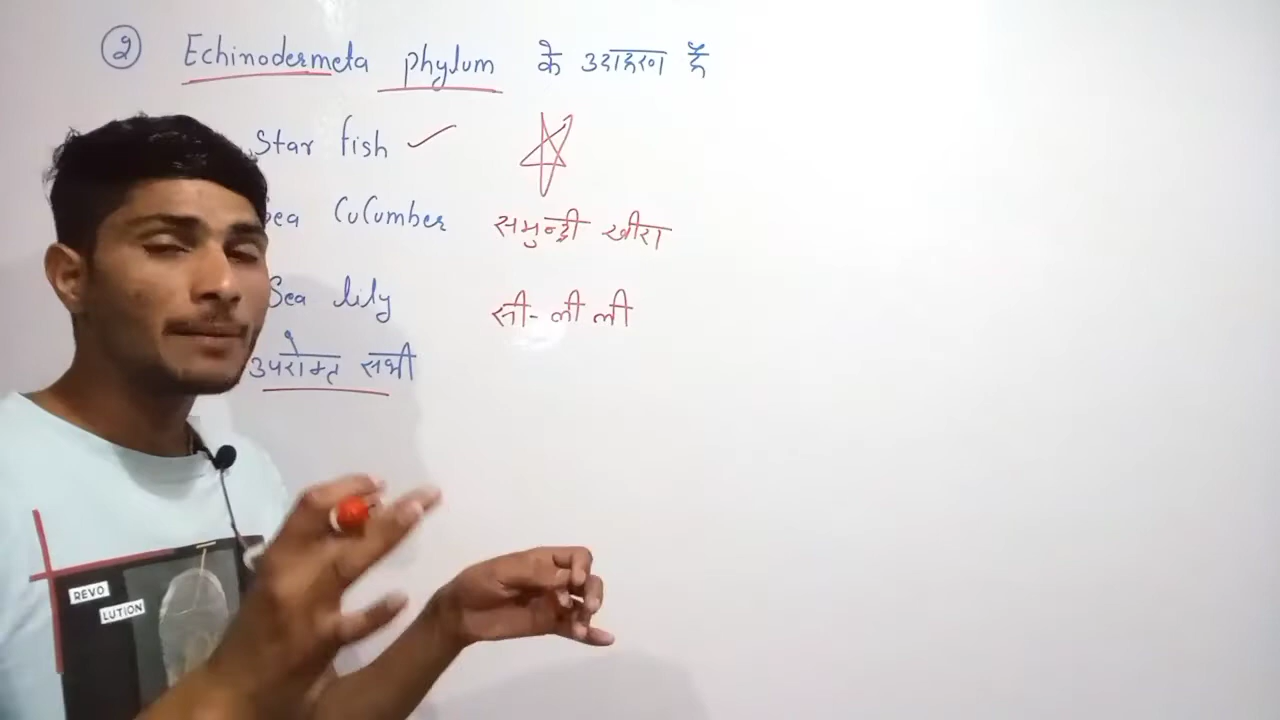 2 Echinodermeta phylum के उदाहरण हैं
Star fish
Sea Cucumber समुन्द्री खीरा
Sea lily सी-लीली
उपरोक्त सभी
REVO
LUTION